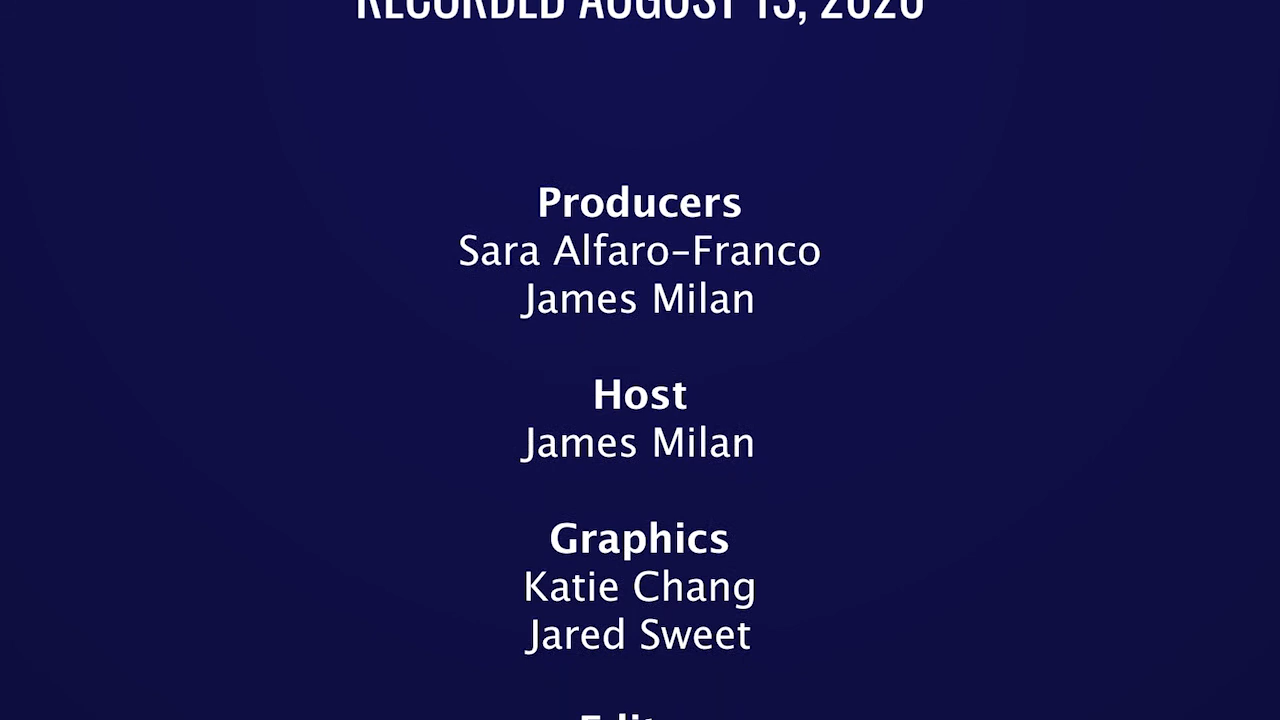 RECORDED AUGUST 13, 2020
Producers
Sara Alfaro-Franco
James Milan
Host
James Milan
Graphics
Katie Chang
Jared Sweet